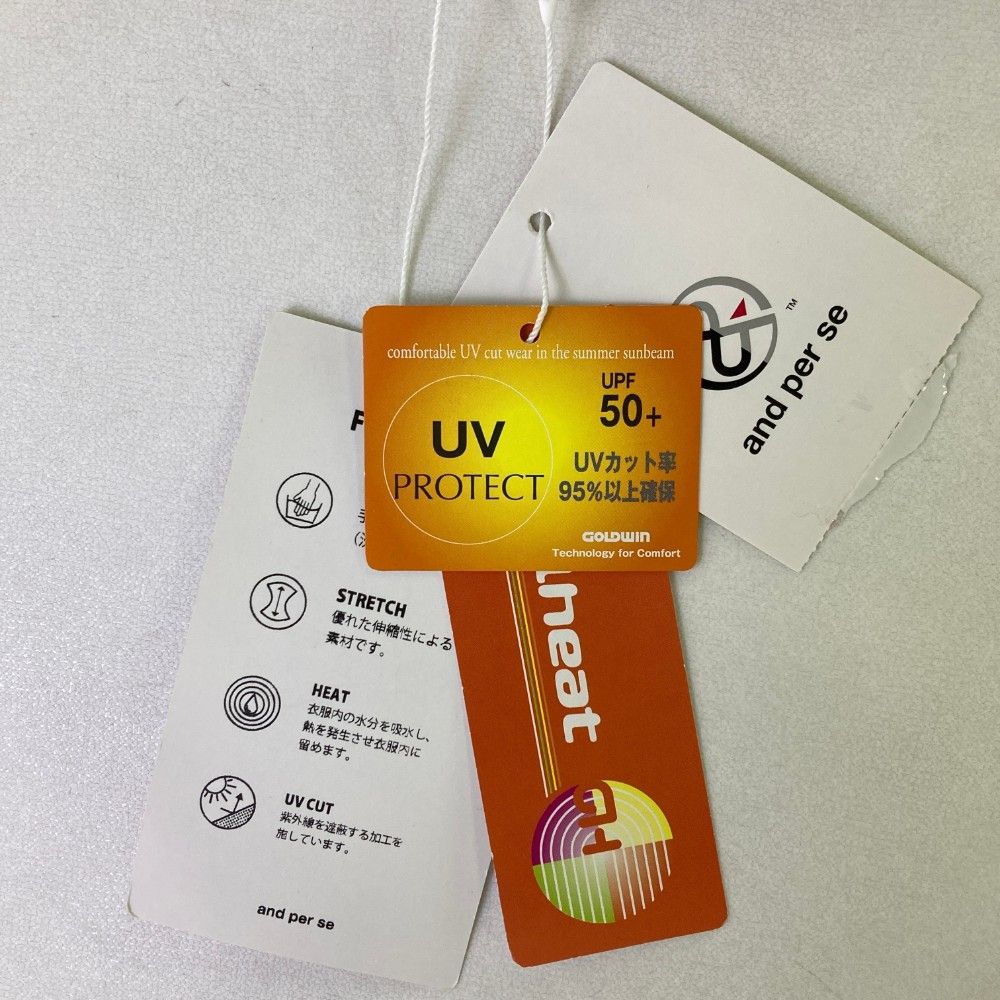 comfortable UV cut wear in the summer sunbeam
UV
PROTECT
UPF
50+
UVカット率
95%以上確保
GOLDWIN
Technology for Comfort
TM
and per se
F
手
STRETCH
優れた伸縮性による
素材です。
HEAT
衣服内の水分を吸水し、
熱を発生させ衣服内に
留めます。
UV CUT
紫外線を遮蔽する加工を
施しています。
and per se
heat